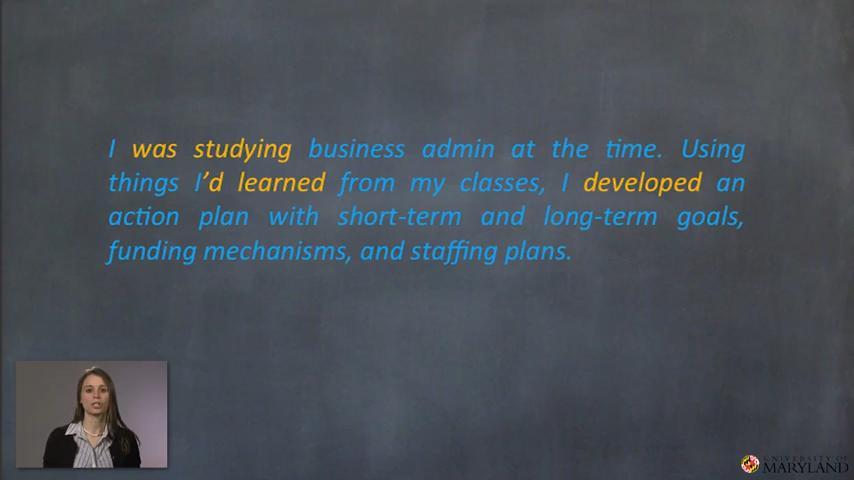 I was studying business admin at the time. Using
things I'd learned from my classes, I developed an
action plan with short-term and long-term goals,
funding mechanisms, and staffing plans.
UNIVERSITY OF
MARYLAND